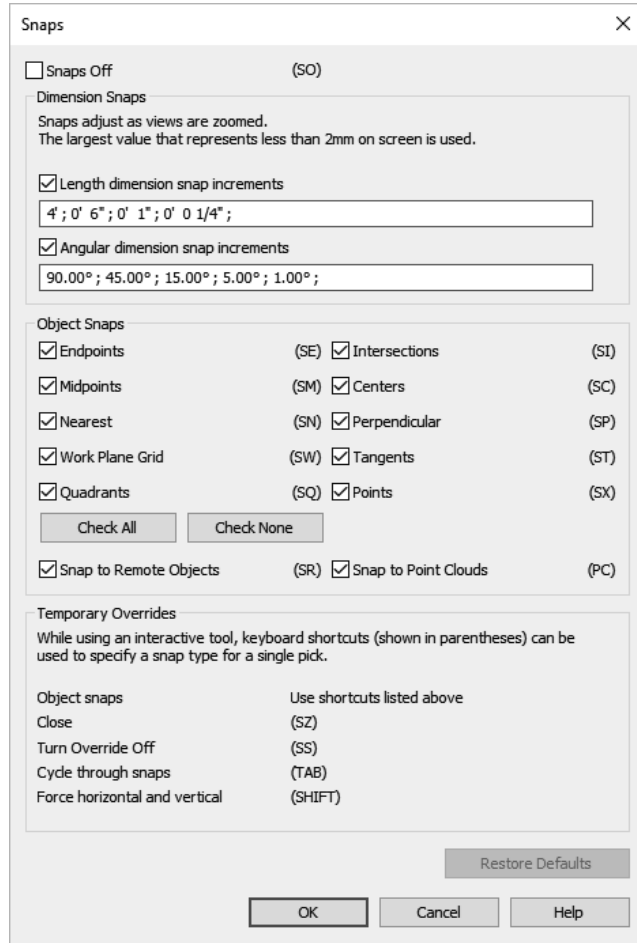 Snaps
Snaps Off (SO)
Dimension Snaps
Snaps adjust as views are zoomed.
The largest value that represents less than 2mm on screen is used.
Length dimension snap increments
4' ; 0'  6" ; 0'  1" ; 0'  0 1/4" ;
Angular dimension snap increments
90.00° ; 45.00° ; 15.00° ; 5.00° ; 1.00° ;
Object Snaps
Endpoints (SE) Intersections (SI)
Midpoints (SM) Centers (SC)
Nearest (SN) Perpendicular (SP)
Work Plane Grid (SW) Tangents (ST)
Quadrants (SQ) Points (SX)
Check All Check None
Snap to Remote Objects (SR) Snap to Point Clouds (PC)
Temporary Overrides
While using an interactive tool, keyboard shortcuts (shown in parentheses) can be
used to specify a snap type for a single pick.
Object snaps Use shortcuts listed above
Close (SZ)
Turn Override Off (SS)
Cycle through snaps (TAB)
Force horizontal and vertical (SHIFT)
Restore Defaults
OK Cancel Help